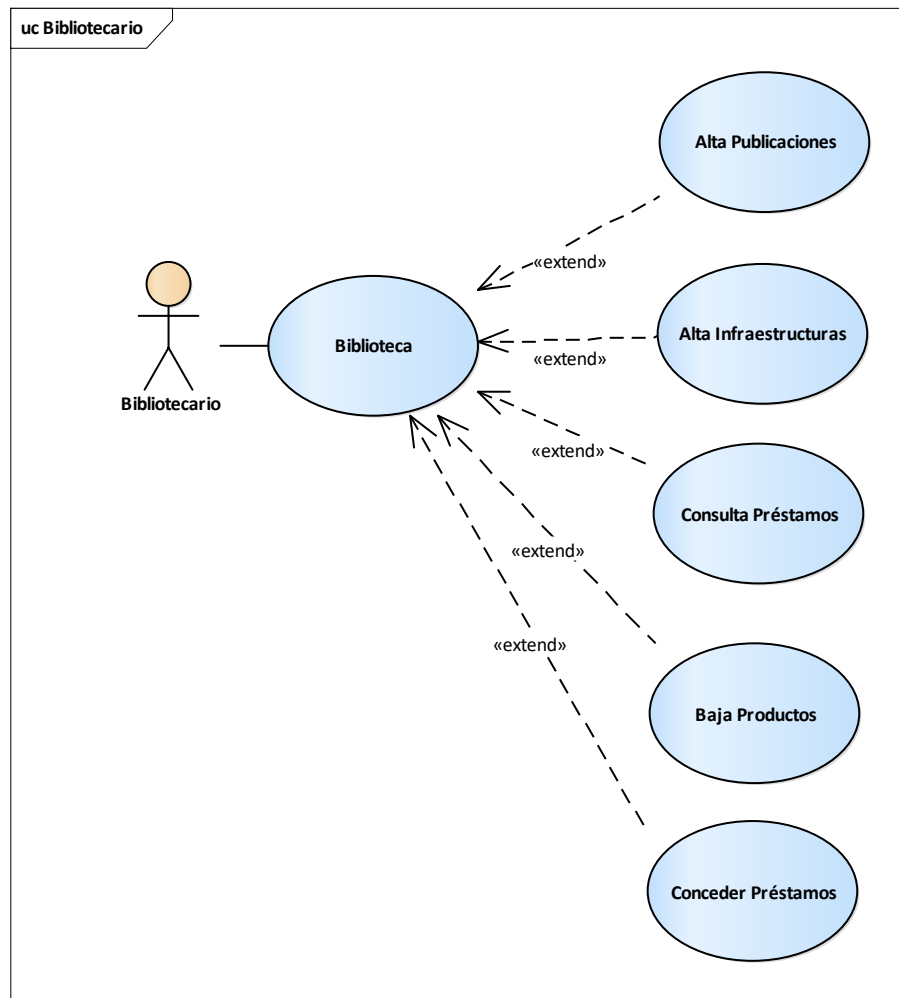 uc Bibliotecario
Alta Publicaciones
«extend»
Bibliotecario
Biblioteca
Alta Infraestructuras
«extend»
«extend»
Consulta Préstamos
«extend»
«extend»
Baja Productos
Conceder Préstamos